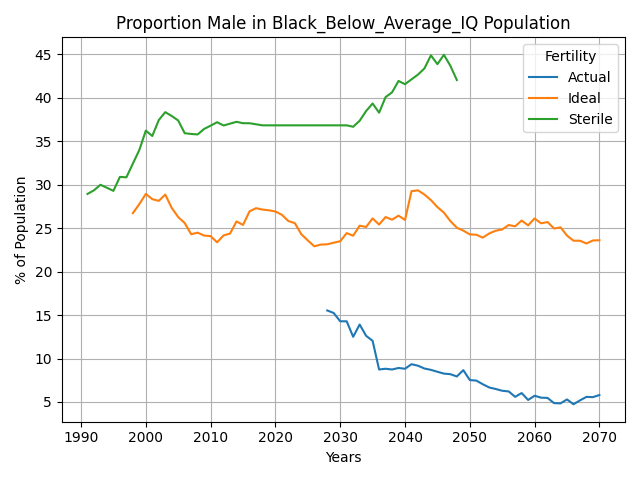 Proportion Male in Black_Below_Average_IQ Population
% of Population
45
40
35
30
25
20
15
10
5
Fertility
Actual
Ideal
Sterile
1990 2000 2010 2020 2030 2040 2050 2060 2070
Years